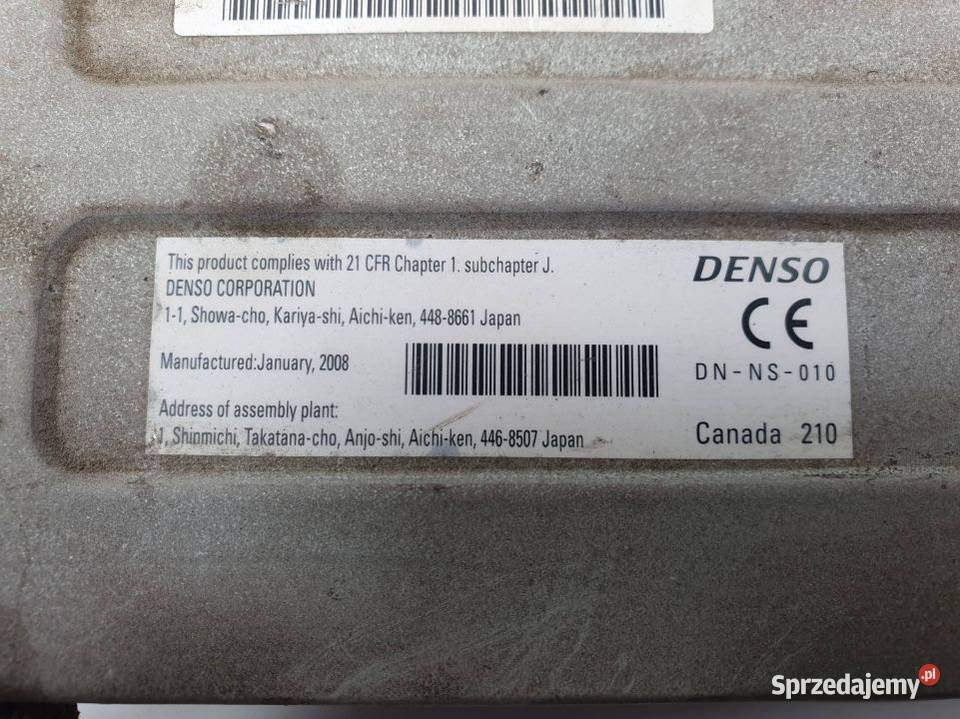 This product complies with 21 CFR Chapter 1. subchapter J.
DENSO CORPORATION
1-1, Showa-cho, Kariya-shi, Aichi-ken, 448-8661 Japan
Manufactured:January, 2008
Address of assembly plant:
1, Shinmichi, Takatana-cho, Anjo-shi, Aichi-ken, 446-8507 Japan
DENSO
CE
DN-NS-010
Canada 210
Sprzedajemy.pl